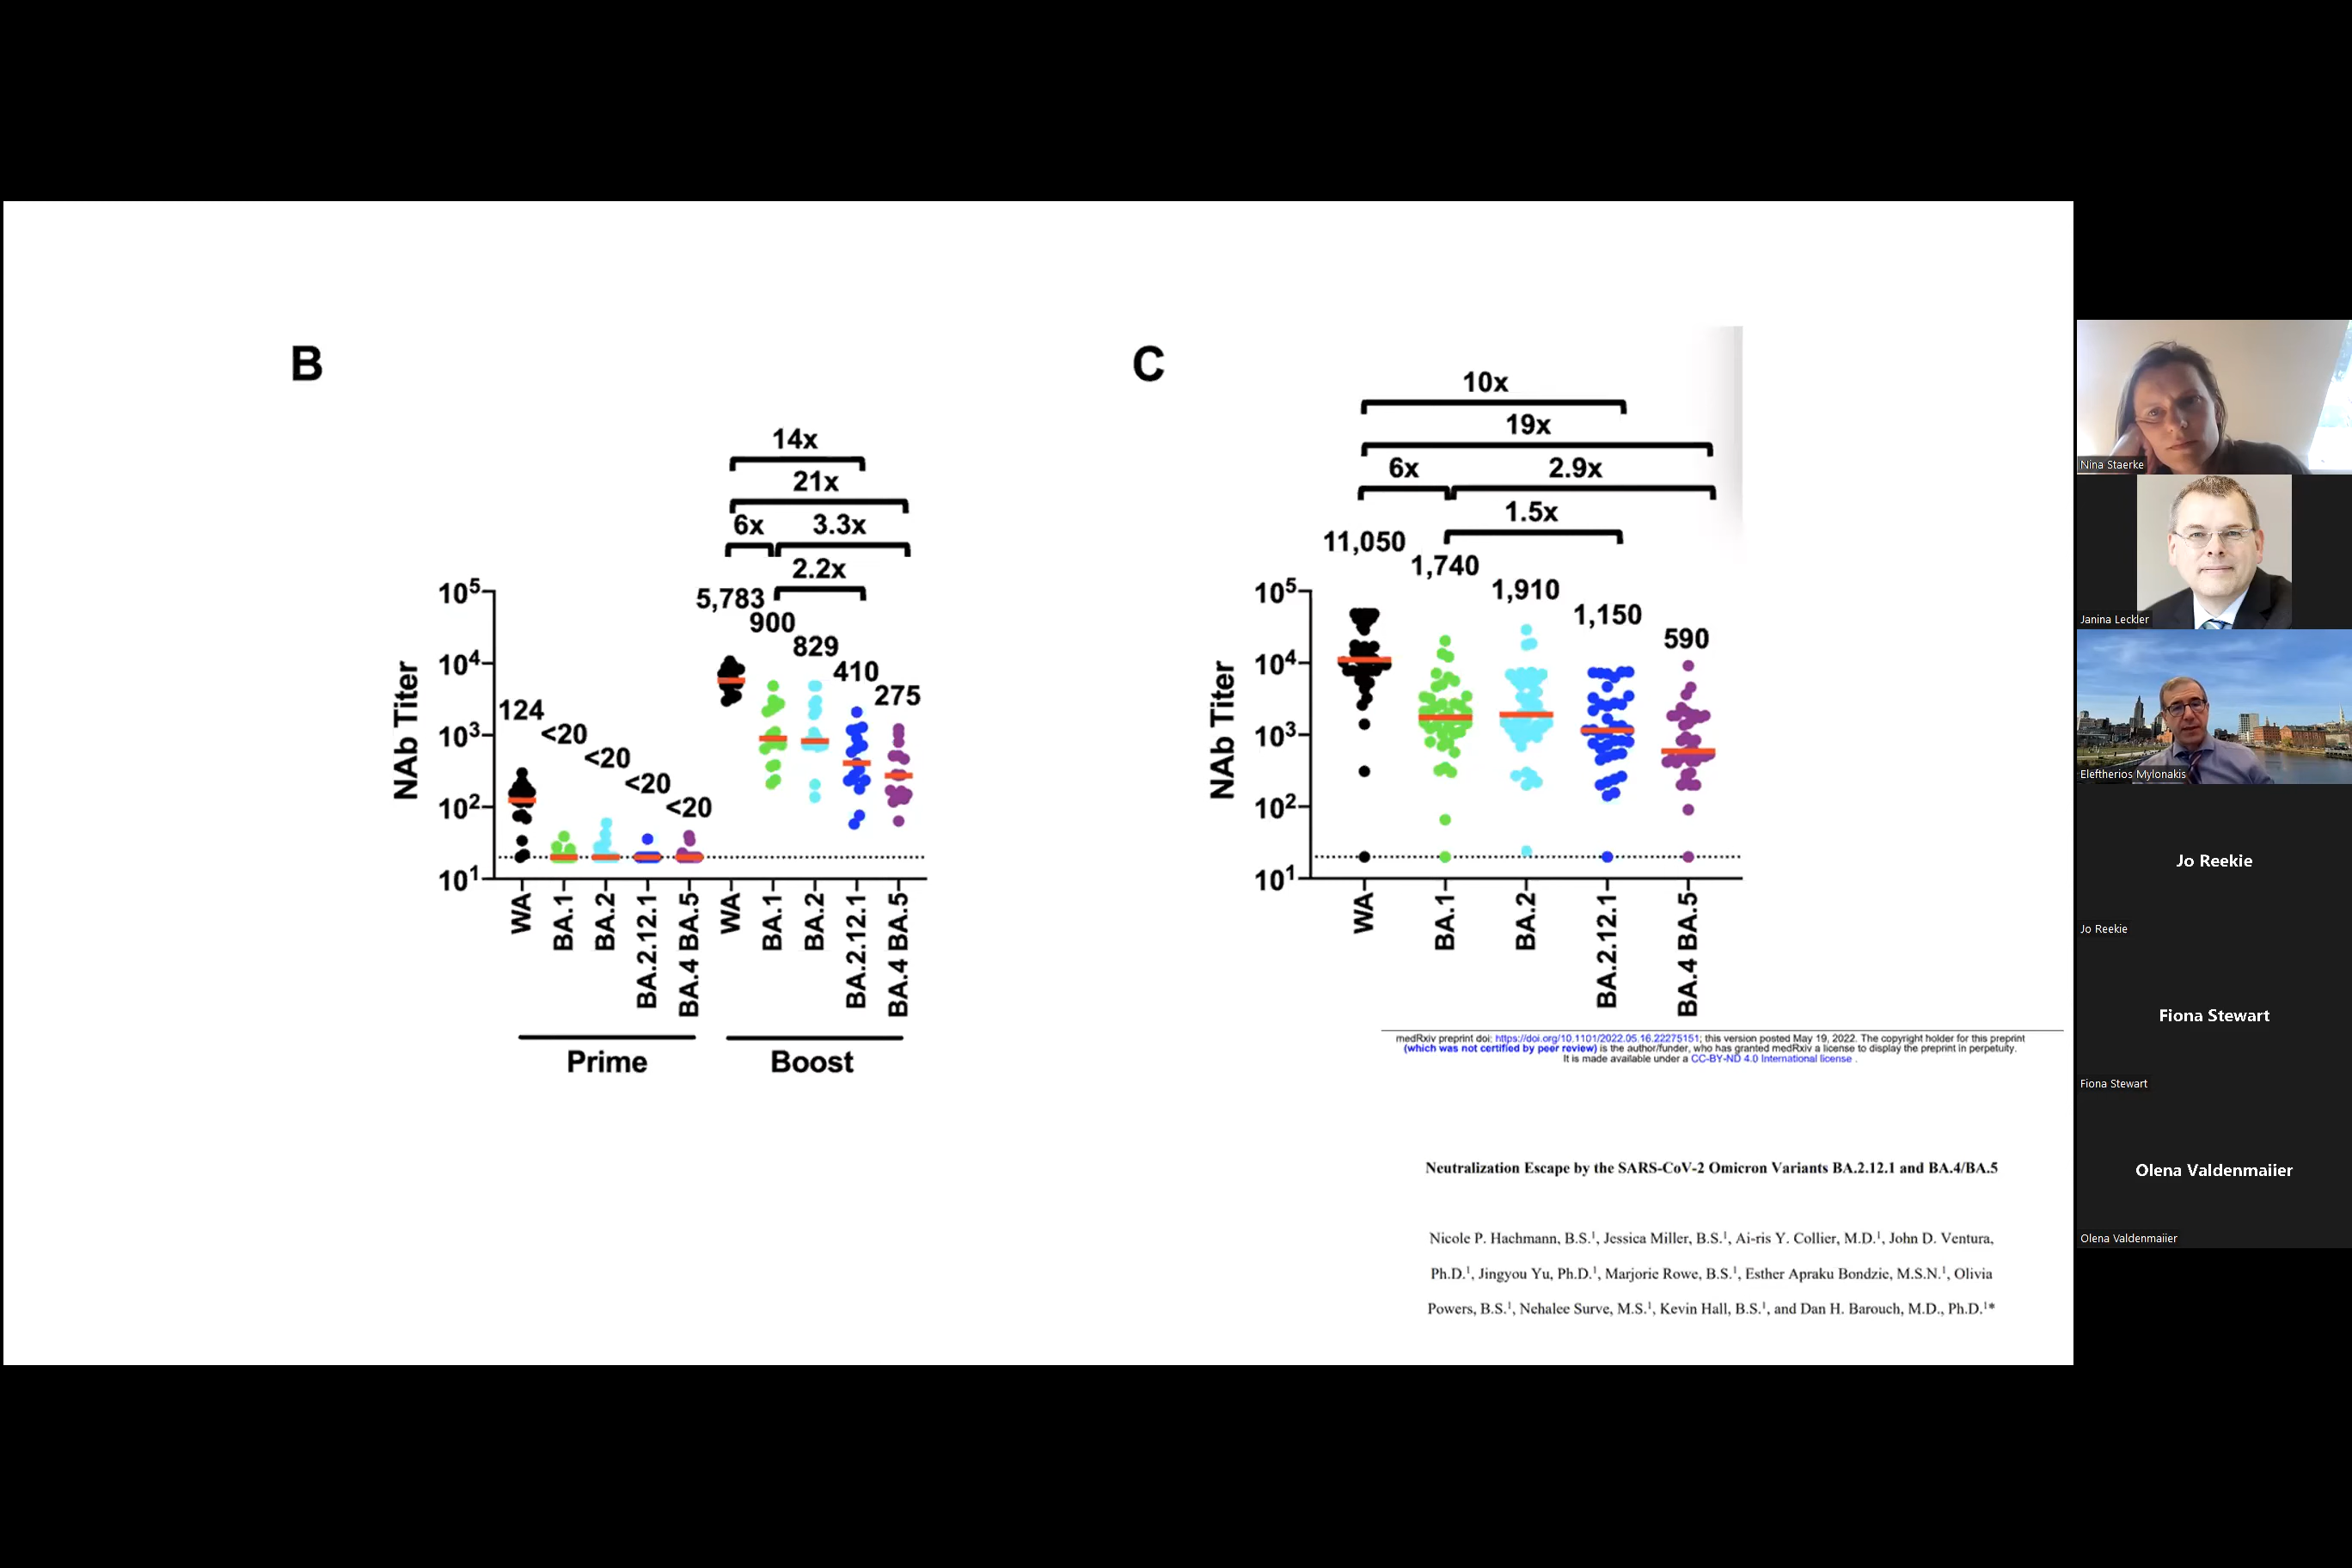 B
14x
21x
6x 3.3x
2.2x
5,783
900
829
410
275
124
<20
<20
<20
<20
NAb Titer
10⁵
10⁴
10³
10²
10¹
WA
BA.1
BA.2
BA.2.12.1
BA.4 BA.5
WA
BA.1
BA.2
BA.2.12.1
BA.4 BA.5
Prime
Boost
C
10x
19x
6x 2.9x
1.5x
11,050
1,740
1,910
1,150
590
NAb Titer
10⁵
10⁴
10³
10²
10¹
WA
BA.1
BA.2
BA.2.12.1
BA.4 BA.5
medRxiv preprint doi: https://doi.org/10.1101/2022.05.16.22275151; this version posted May 19, 2022. The copyright holder for this preprint
(which was not certified by peer review) is the author/funder, who has granted medRxiv a license to display the preprint in perpetuity.
It is made available under a CC-BY-ND 4.0 International license .
Neutralization Escape by the SARS-CoV-2 Omicron Variants BA.2.12.1 and BA.4/BA.5
Nicole P. Hachmann, B.S.¹, Jessica Miller, B.S.¹, Ai-ris Y. Collier, M.D.¹, John D. Ventura,
Ph.D.¹, Jingyou Yu, Ph.D.¹, Marjorie Rowe, B.S.¹, Esther Apraku Bondzie, M.S.N.¹, Olivia
Powers, B.S.¹, Nehalee Surve, M.S.¹, Kevin Hall, B.S.¹, and Dan H. Barouch, M.D., Ph.D.¹*
Nina Staerke
Janina Leckler
Eleftherios Mylonakis
Jo Reekie
Jo Reekie
Fiona Stewart
Fiona Stewart
Olena Valdenmaiier
Olena Valdenmaiier